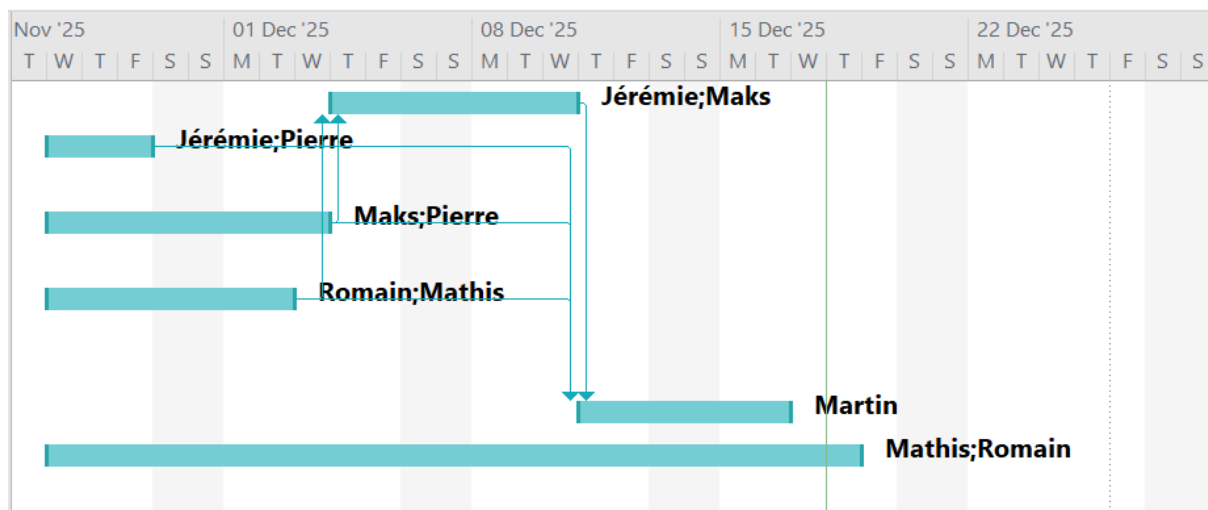 Nov '25 01 Dec '25 08 Dec '25 15 Dec '25 22 Dec '25
T W T F S S M T W T F S S M T W T F S S M T W T F S S M T W T F S S
Jérémie;Maks
Jérémie;Pierre
Maks;Pierre
Romain;Mathis
Martin
Mathis;Romain